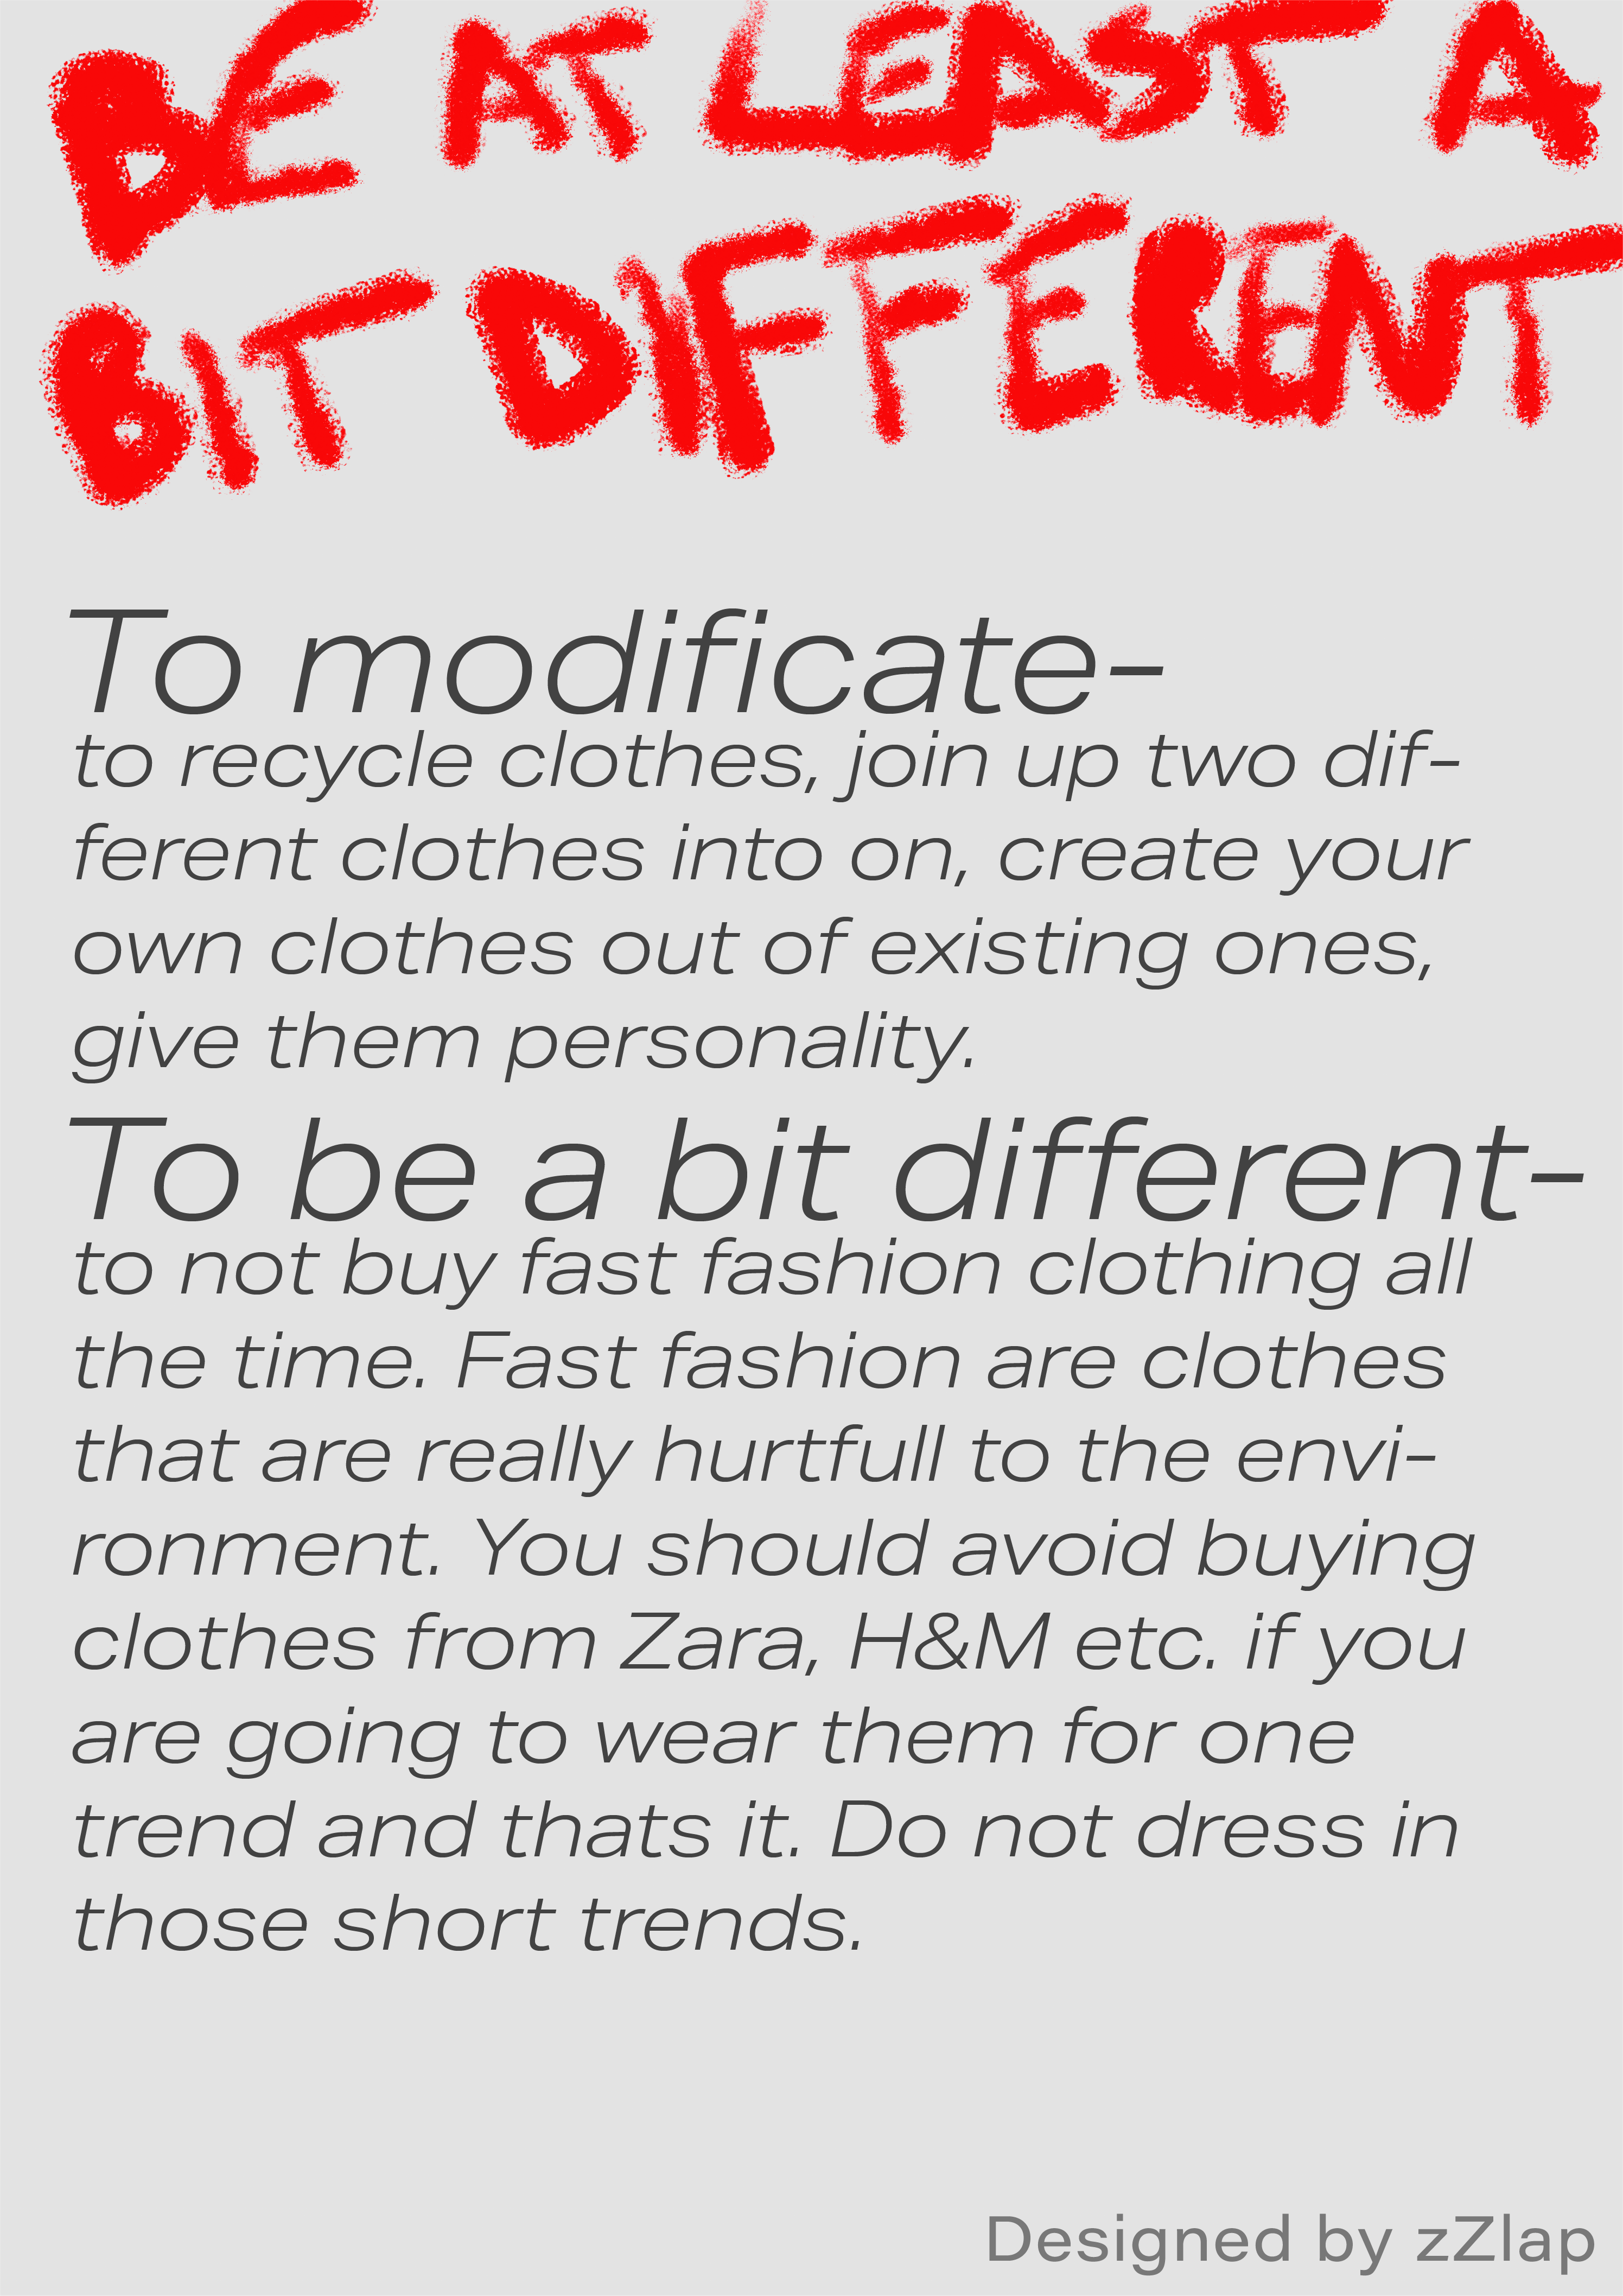 BE AT LEAST A
BIT DIFFERENT
To modificate-
to recycle clothes, join up two dif-
ferent clothes into on, create your
own clothes out of existing ones,
give them personality.
To be a bit different-
to not buy fast fashion clothing all
the time. Fast fashion are clothes
that are really hurtfull to the envi-
ronment. You should avoid buying
clothes from Zara, H&M etc. if you
are going to wear them for one
trend and thats it. Do not dress in
those short trends.
Designed by zZlap